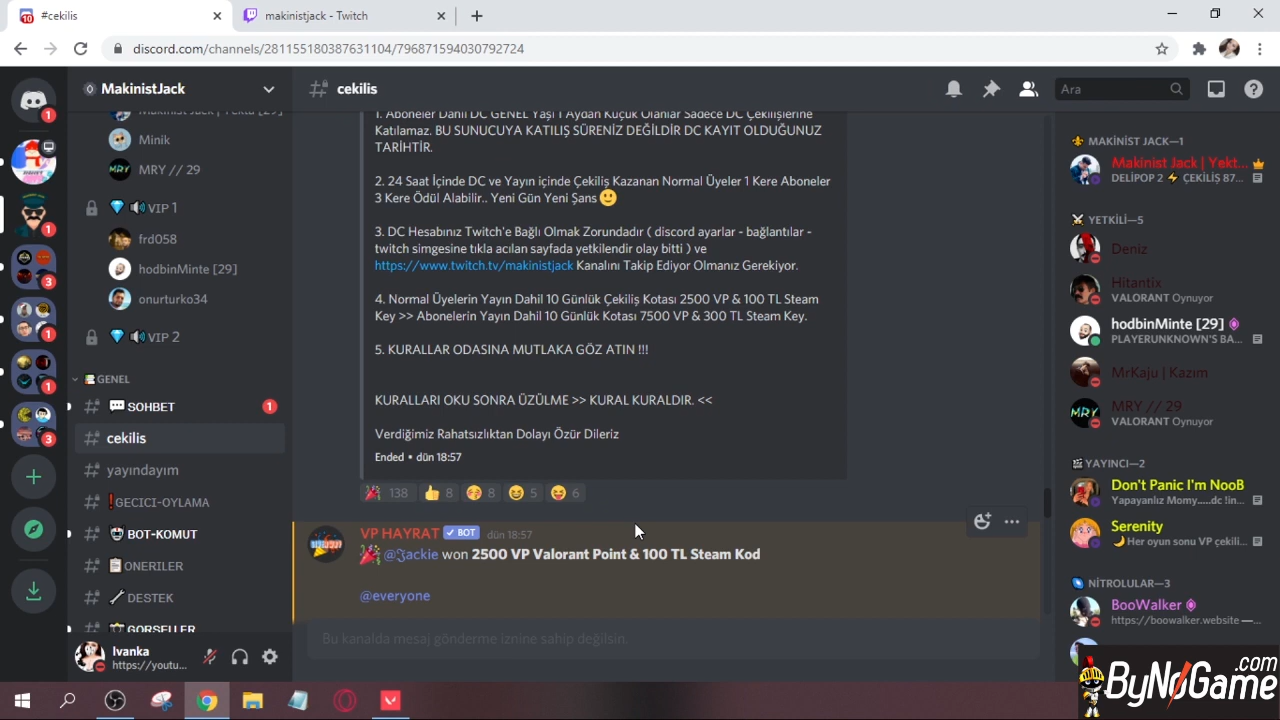 #cekilis
makinistjack - Twitch
discord.com/channels/281155180387631104/796871594030792724
MakinistJack
cekilis
Ara
Minik
MRY // 29
VIP 1
frd058
hodbinMinte [29]
onurturko34
VIP 2
GENEL
SOHBET 1
cekilis
yayındayım
GECICI-OYLAMA
BOT-KOMUT
ONERILER
DESTEK
GORSELLER
Ivanka
https://youtu...
1. Aboneler Dahil DC GENEL Yaşı 1 Aydan Küçük Olanlar Sadece DC Çekilişlerine
Katılamaz. BU SUNUCUYA KATILIŞ SÜRENİZ DEĞİLDİR DC KAYIT OLDUĞUNUZ
TARİHTİR.
2. 24 Saat İçinde DC ve Yayın içinde Çekiliş Kazanan Normal Üyeler 1 Kere Aboneler
3 Kere Ödül Alabilir.. Yeni Gün Yeni Şans 🙂
3. DC Hesabınız Twitch'e Bağlı Olmak Zorundadır ( discord ayarlar - bağlantılar -
twitch simgesine tıkla acılan sayfada yetkilendir olay bitti ) ve
https://www.twitch.tv/makinistjack Kanalını Takip Ediyor Olmanız Gerekiyor.
4. Normal Üyelerin Yayın Dahil 10 Günlük Çekiliş Kotası 2500 VP & 100 TL Steam
Key >> Abonelerin Yayın Dahil 10 Günlük Kotası 7500 VP & 300 TL Steam Key.
5. KURALLAR ODASINA MUTLAKA GÖZ ATIN !!!
KURALLARI OKU SONRA ÜZÜLME >> KURAL KURALDIR. <<
Verdiğimiz Rahatsızlıktan Dolayı Özür Dileriz
Ended • dün 18:57
138 8 8 5 6
VP HAYRAT BOT dün 18:57
@ℑackie won 2500 VP Valorant Point & 100 TL Steam Kod
@everyone
Bu kanalda mesaj gönderme iznine sahip değilsin.
MAKİNİST JACK—1
Makinist Jack | Yekt...
DELİPOP 2 ⚡ ÇEKİLİŞ 87...
YETKİLİ—5
Deniz
Hitantix
VALORANT Oynuyor
hodbinMinte [29]
PLAYERUNKNOWN'S BA...
MrKaju | Kazım
MRY // 29
VALORANT Oynuyor
YAYINCI—2
Don't Panic I'm NooB
Yapayanlız Momy.....dc !in...
Serenity
🌙 Her oyun sonu VP çekili...
NİTROLULAR—3
BooWalker
https://boowalker.website —...
ByNoGame.com